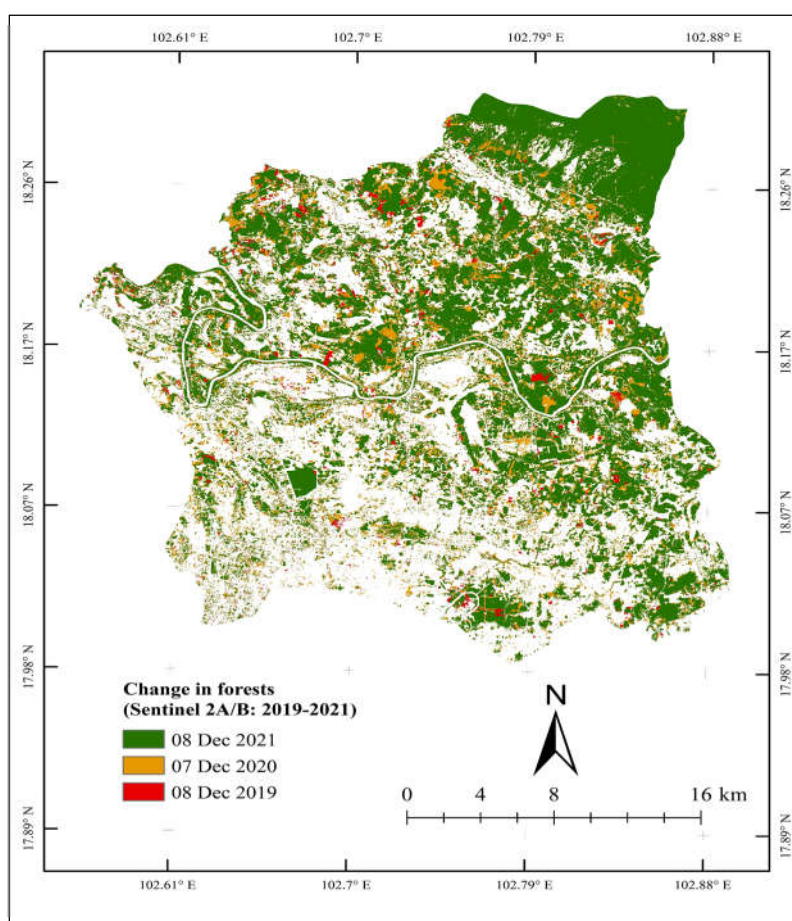 102.61° E 102.7° E 102.79° E 102.88° E
18.26° N 18.26° N
18.17° N 18.17° N
18.07° N 18.07° N
17.98° N 17.98° N
17.89° N 17.89° N
Change in forests
(Sentinel 2A/B: 2019-2021)
08 Dec 2021
07 Dec 2020
08 Dec 2019
N
0 4 8 16 km
102.61° E 102.7° E 102.79° E 102.88° E